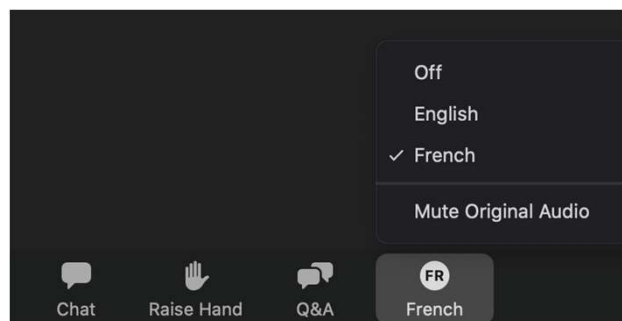 Off
English
✓ French
Mute Original Audio
FR
Chat
Raise Hand
Q&A
French